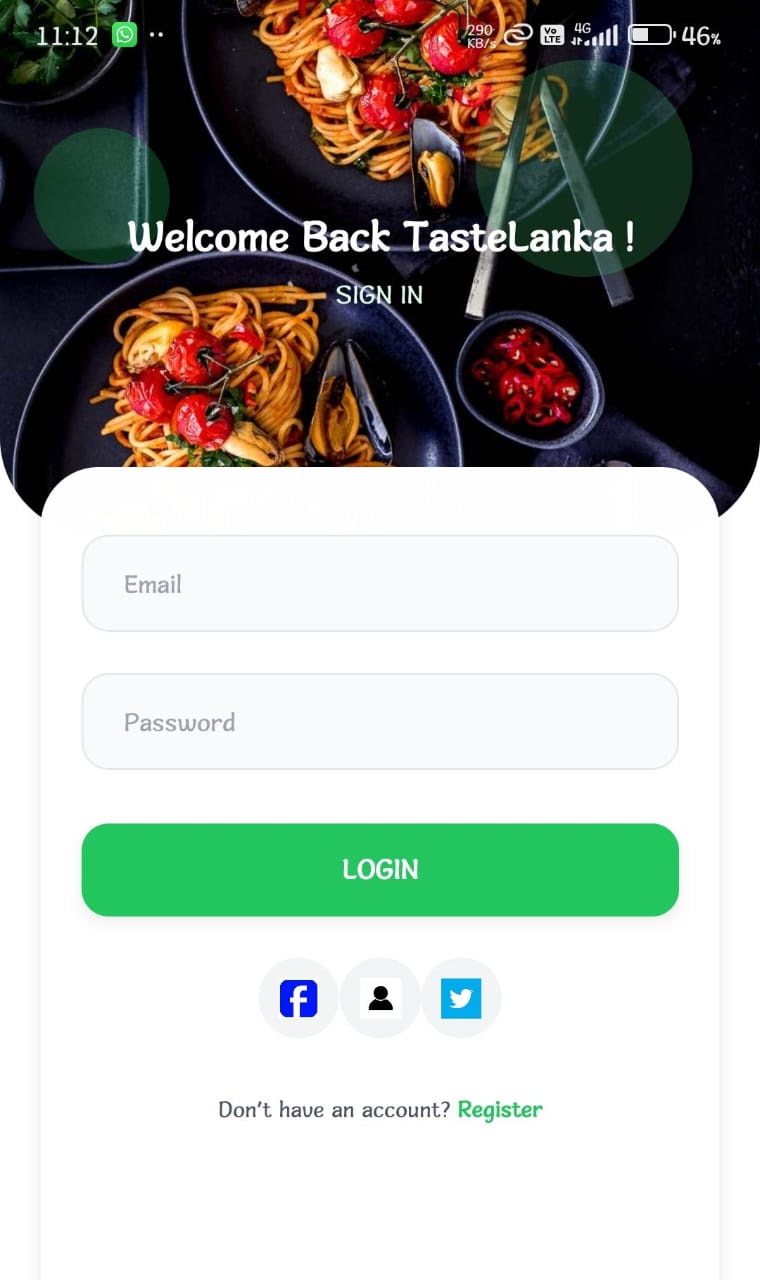 11:12
290
KB/s
Vo
LTE
4G
46%
Welcome Back TasteLanka !
SIGN IN
Email
Password
LOGIN
Don't have an account? Register